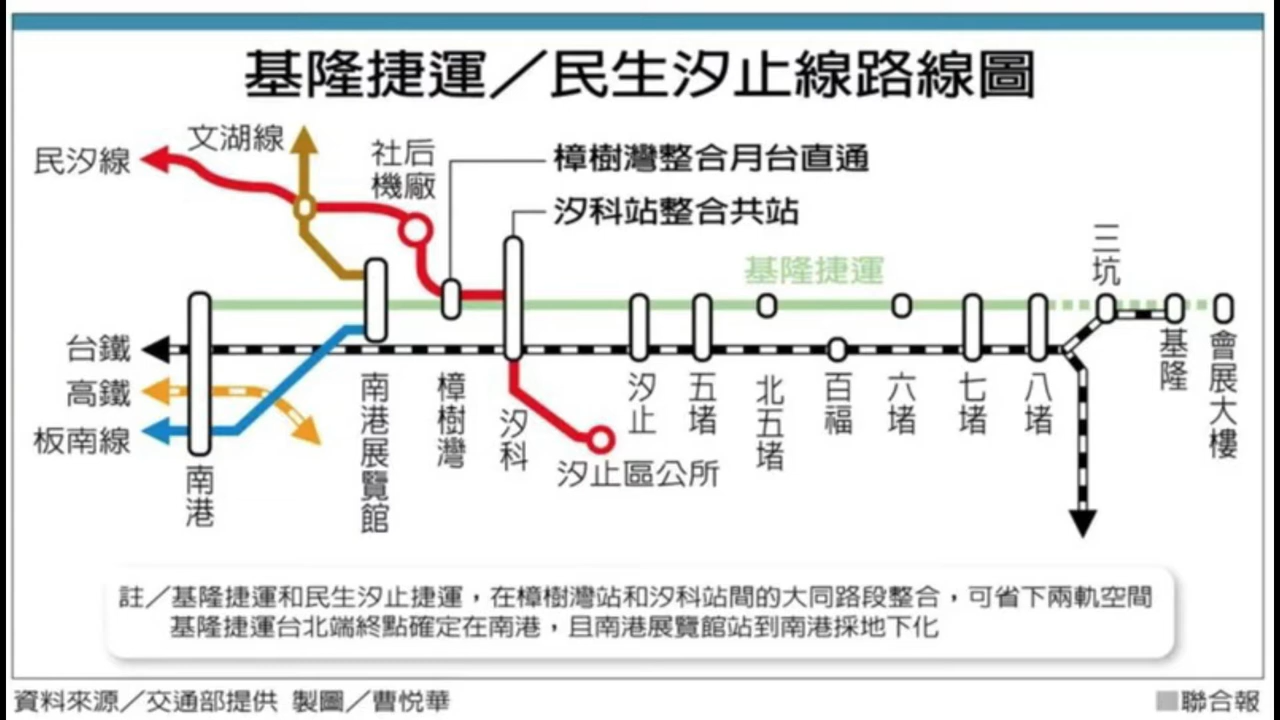 基隆捷運／民生汐止線路線圖
文湖線
民汐線
社后
機廠
樟樹灣整合月台直通
汐科站整合共站
基隆捷運
三坑
台鐵
高鐵
板南線
南港
南港展覽館
樟樹灣
汐科
汐止區公所
汐止
五堵
北五堵
百福
六堵
七堵
八堵
基隆
會展大樓
註／基隆捷運和民生汐止捷運，在樟樹灣站和汐科站間的大同路段整合，可省下兩軌空間
基隆捷運台北端終點確定在南港，且南港展覽館站到南港採地下化
資料來源／交通部提供 製圖／曹悅華
聯合報